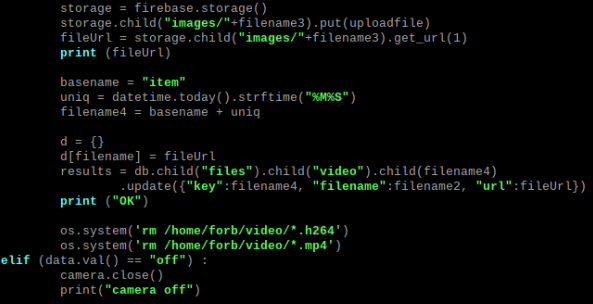 storage = firebase.storage()
storage.child("images/"+filename3).put(uploadfile)
fileUrl = storage.child("images/"+filename3).get_url(1)
print (fileUrl)
basename = "item"
uniq = datetime.today().strftime("%M%S")
filename4 = basename + uniq
d = {}
d[filename] = fileUrl
results = db.child("files").child("video").child(filename4)
.update({"key":filename4, "filename":filename2, "url":fileUrl})
print ("OK")
os.system('rm /home/forb/video/*.h264')
os.system('rm /home/forb/video/*.mp4')
elif (data.val() == "off") :
camera.close()
print("camera off")